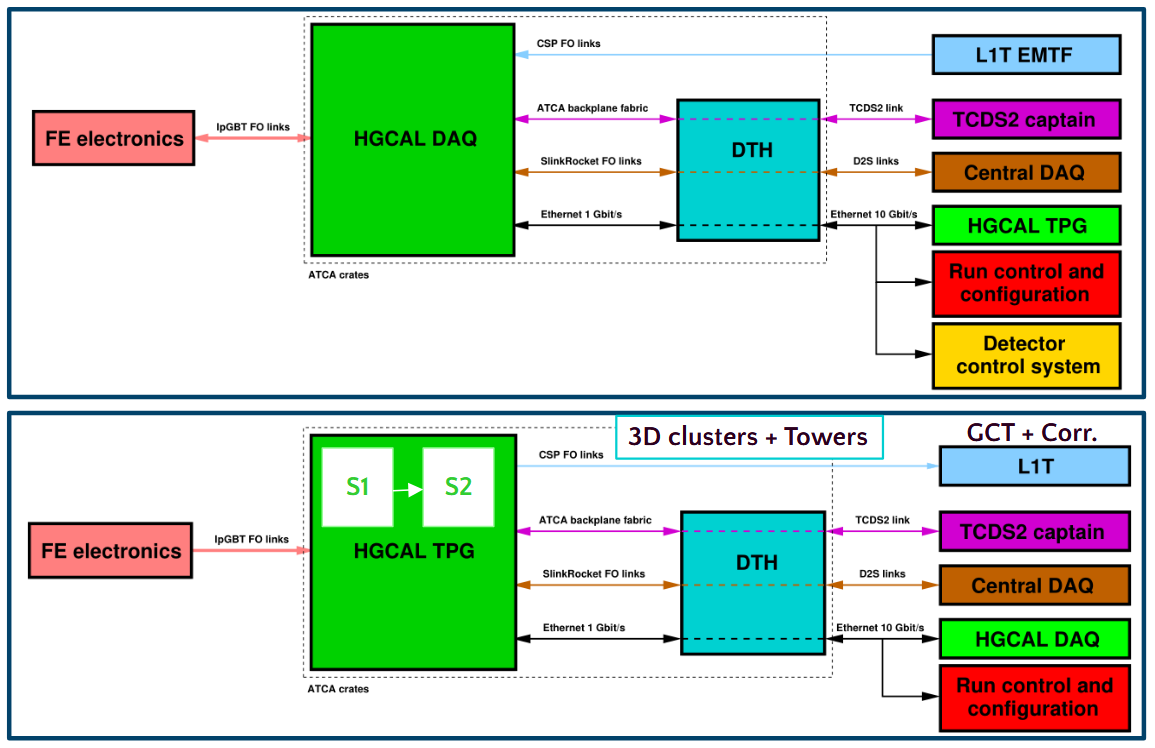 CSP FO links
L1T EMTF
FE electronics
lpGBT FO links
HGCAL DAQ
ATCA backplane fabric
DTH
TCDS2 link
TCDS2 captain
SlinkRocket FO links
D2S links
Central DAQ
Ethernet 1 Gbit/s
Ethernet 10 Gbit/s
HGCAL TPG
Run control and
configuration
Detector
control system
ATCA crates
3D clusters + Towers
GCT + Corr.
CSP FO links
L1T
S1
S2
FE electronics
lpGBT FO links
HGCAL TPG
ATCA backplane fabric
DTH
TCDS2 link
TCDS2 captain
SlinkRocket FO links
D2S links
Central DAQ
Ethernet 1 Gbit/s
Ethernet 10 Gbit/s
HGCAL DAQ
Run control and
configuration
ATCA crates